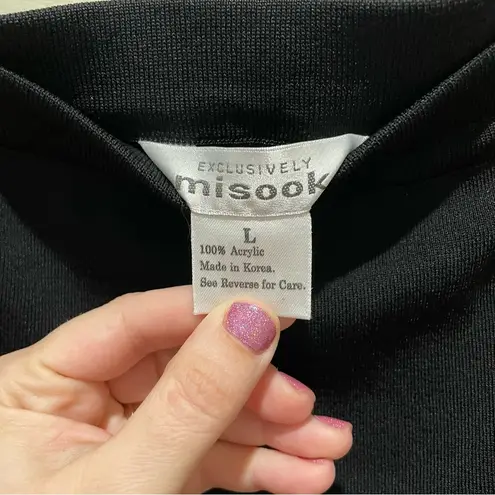 EXCLUSIVELY
misook
L
100% Acrylic
Made in Korea.
See Reverse for Care.